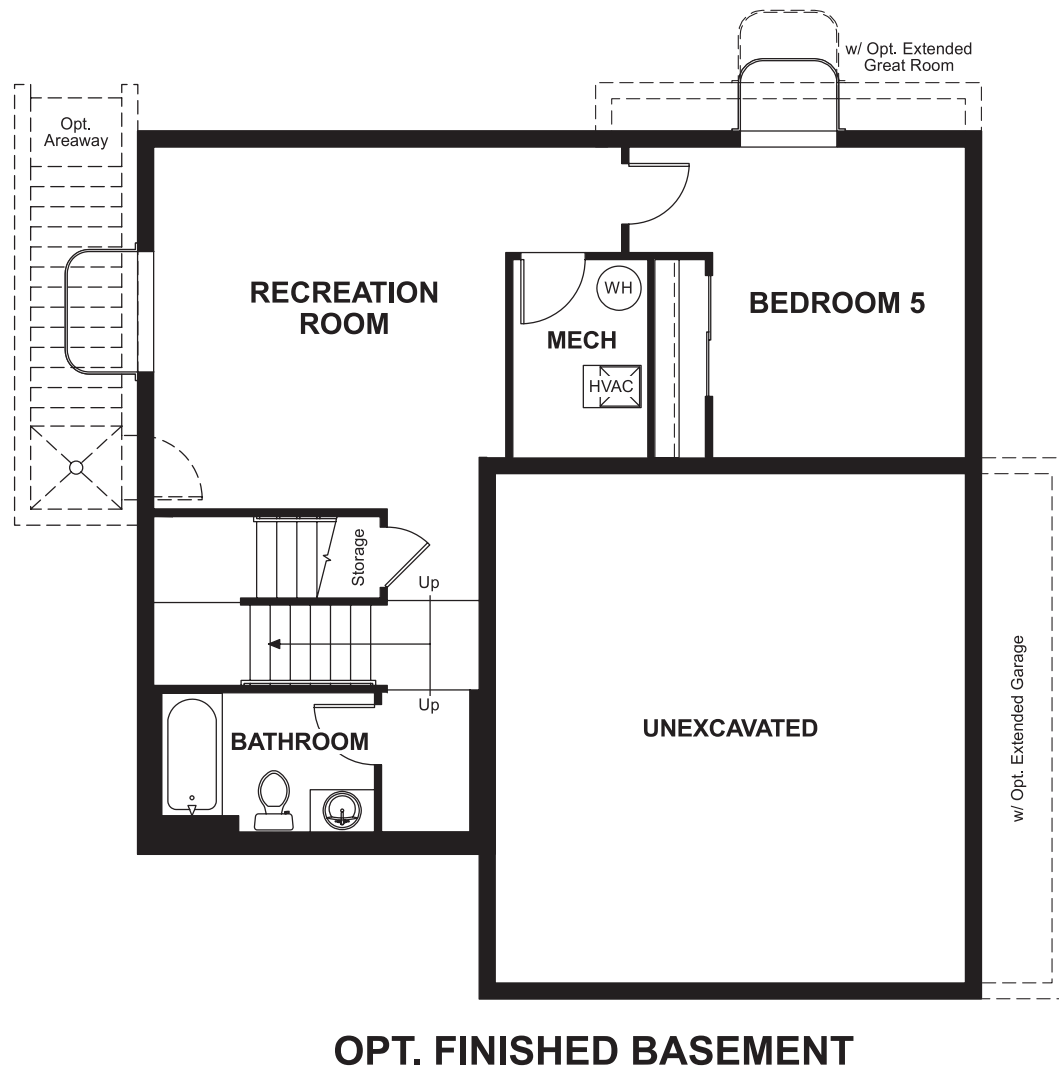 w/ Opt. Extended
Great Room
Opt.
Areaway
RECREATION
ROOM
WH
MECH
HVAC
BEDROOM 5
Storage
Up
Up
BATHROOM
UNEXCAVATED
w/ Opt. Extended Garage
OPT. FINISHED BASEMENT